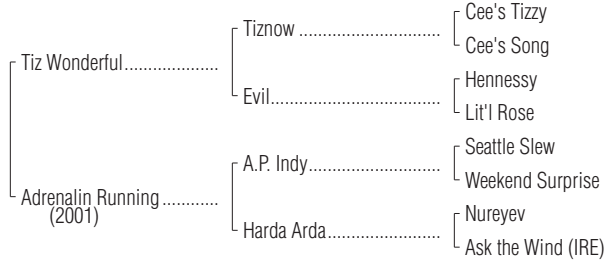 Cee's Tizzy
Tiznow
Cee's Song
Tiz Wonderful
Hennessy
Evil
Lit'l Rose
Seattle Slew
A.P. Indy
Weekend Surprise
Adrenalin Running
(2001)
Nureyev
Harda Arda
Ask the Wind (IRE)